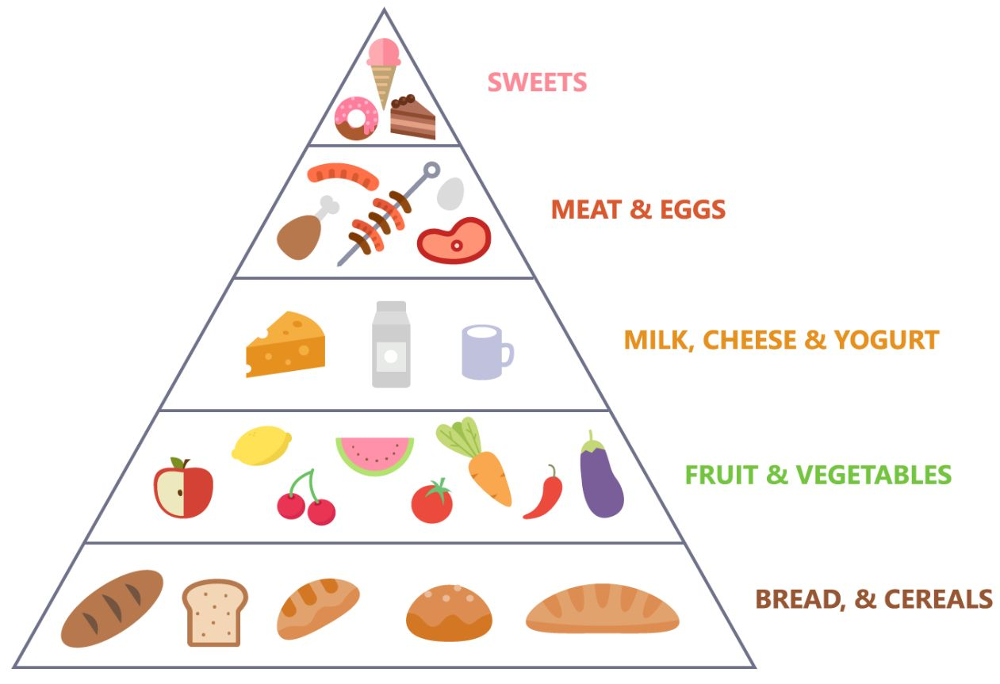 SWEETS
MEAT & EGGS
MILK, CHEESE & YOGURT
FRUIT & VEGETABLES
BREAD, & CEREALS